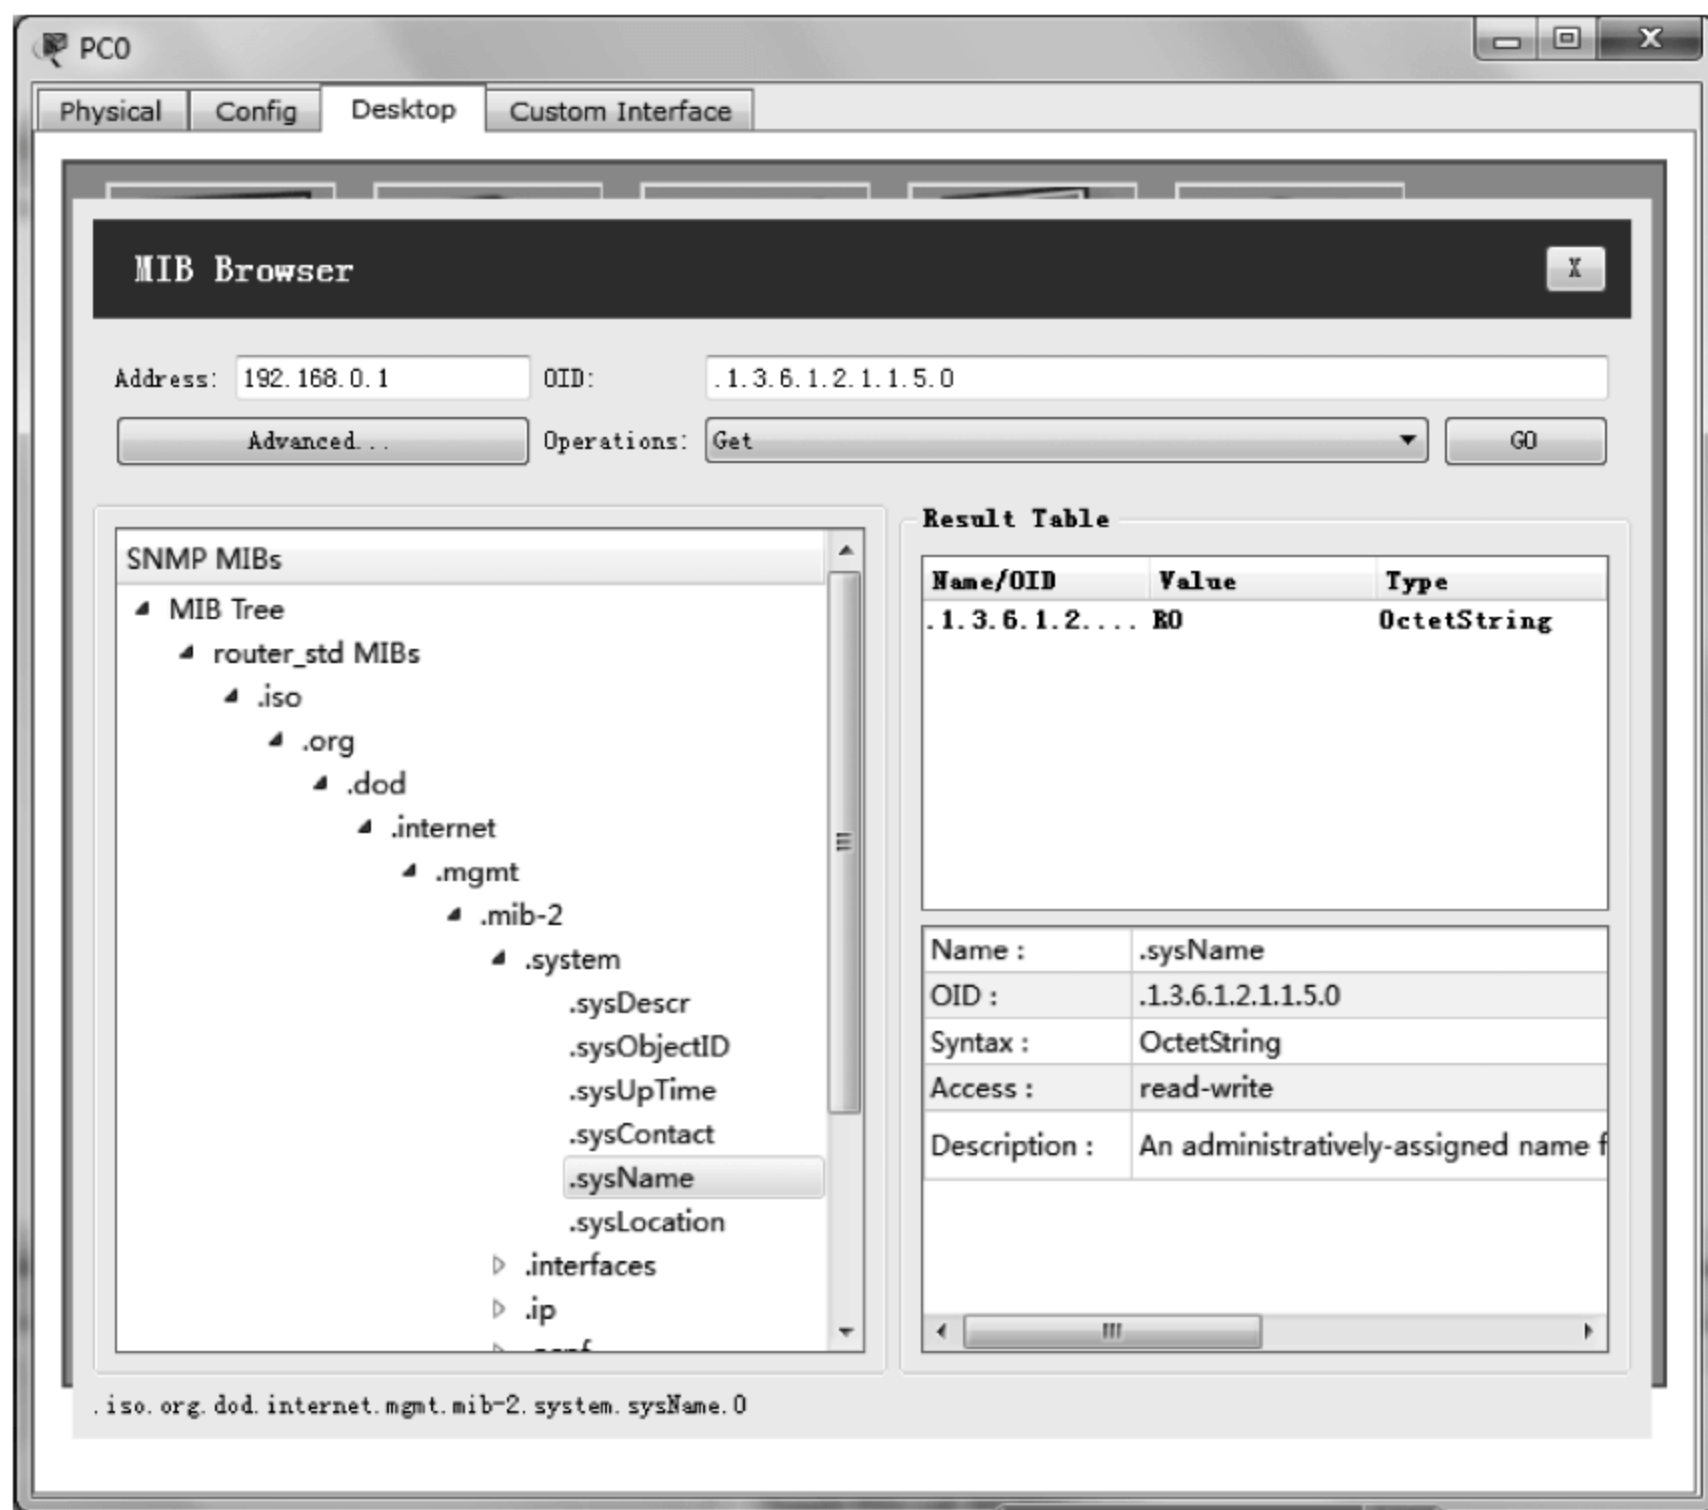 PC0
Physical Config Desktop Custom Interface
MIB Browser X
Address: 192.168.0.1 OID: .1.3.6.1.2.1.1.5.0
Advanced... Operations: Get GO
SNMP MIBs
MIB Tree
router_std MIBs
.iso
.org
.dod
.internet
.mgmt
.mib-2
.system
.sysDescr
.sysObjectID
.sysUpTime
.sysContact
.sysName
.sysLocation
.interfaces
.ip
Result Table
Name/OID Value Type
.1.3.6.1.2.... R0 OctetString
Name : .sysName
OID : .1.3.6.1.2.1.1.5.0
Syntax : OctetString
Access : read-write
Description : An administratively-assigned name f
.iso.org.dod.internet.mgmt.mib-2.system.sysName.0